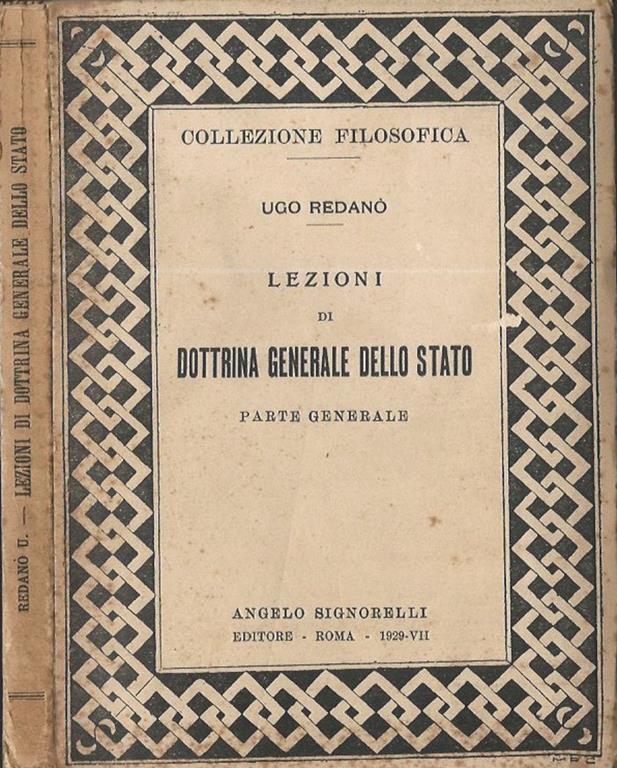 REDANÒ U. — LEZIONI DI DOTTRINA GENERALE DELLO STATO
COLLEZIONE FILOSOFICA
UGO REDANÒ
LEZIONI
DI
DOTTRINA GENERALE DELLO STATO
PARTE GENERALE
ANGELO SIGNORELLI
EDITORE - ROMA - 1929-VII